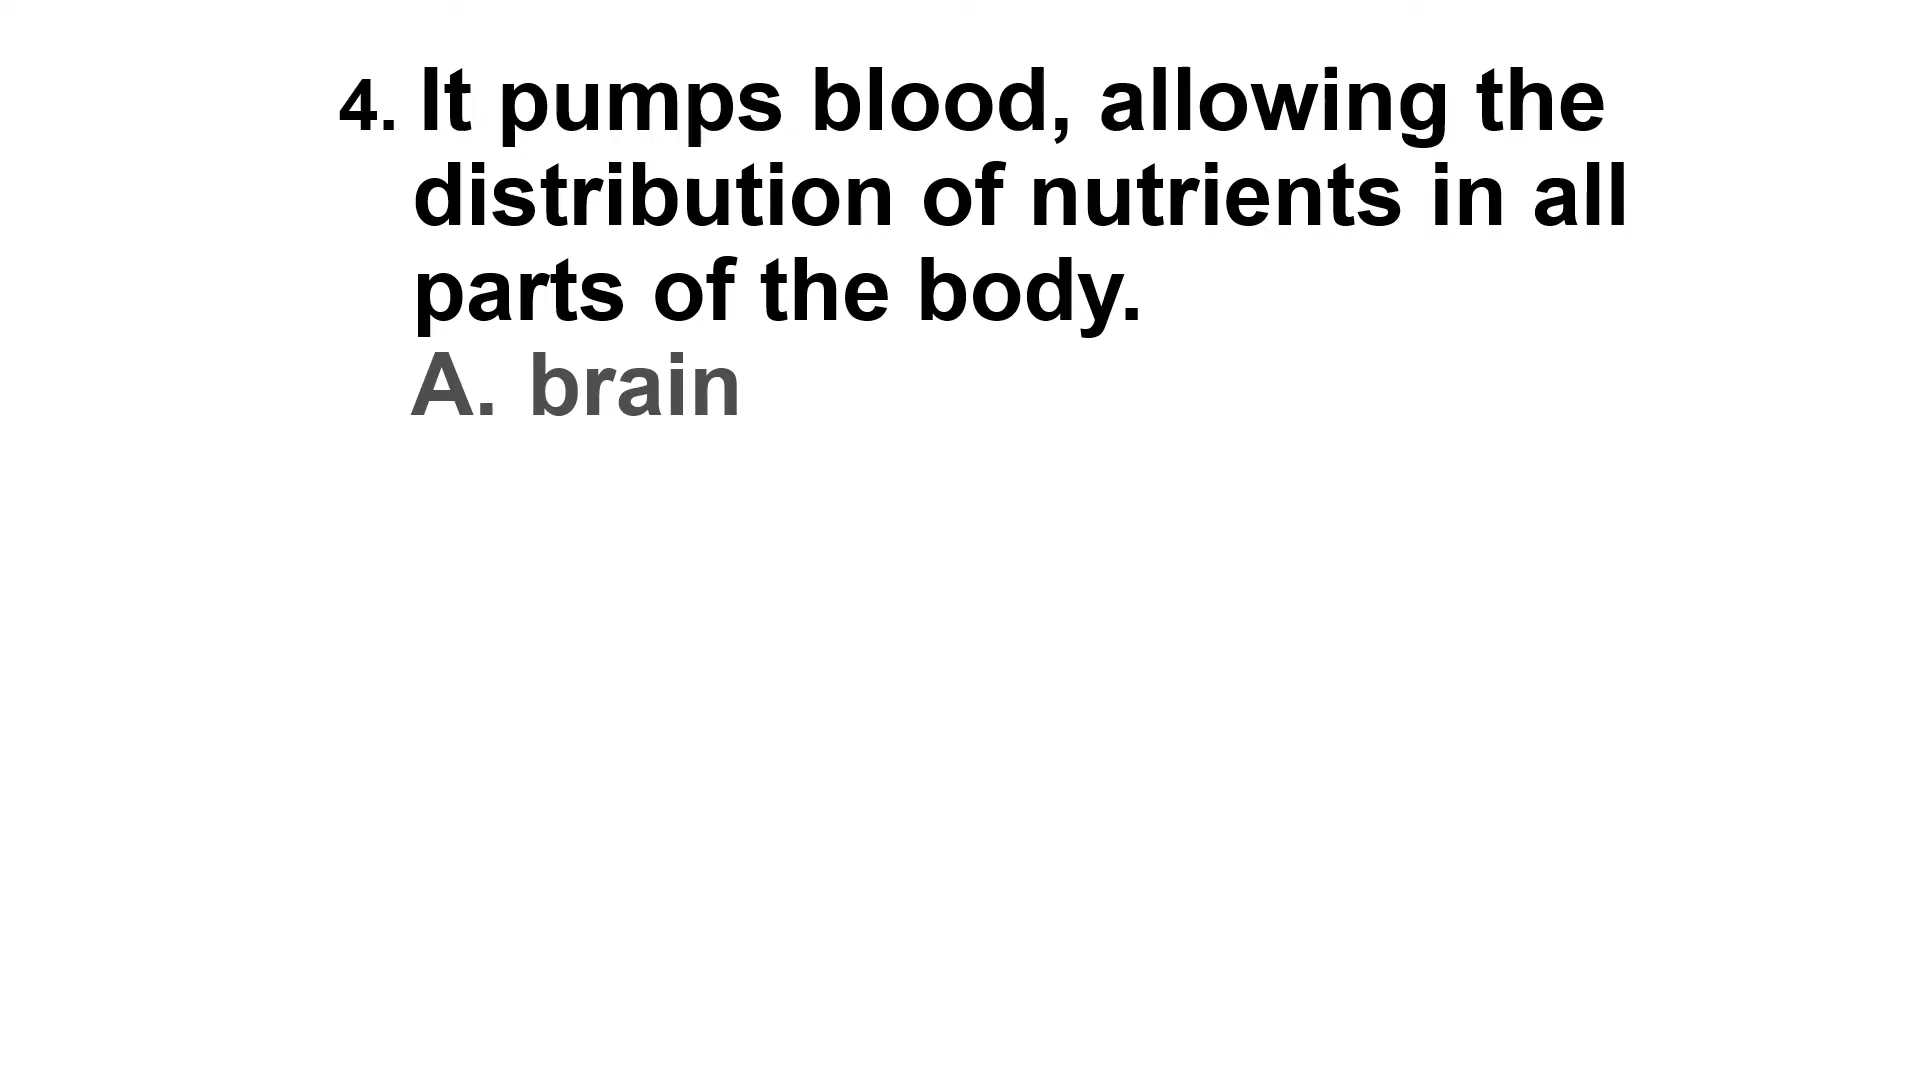 4. It pumps blood, allowing the
distribution of nutrients in all
parts of the body.
A. brain